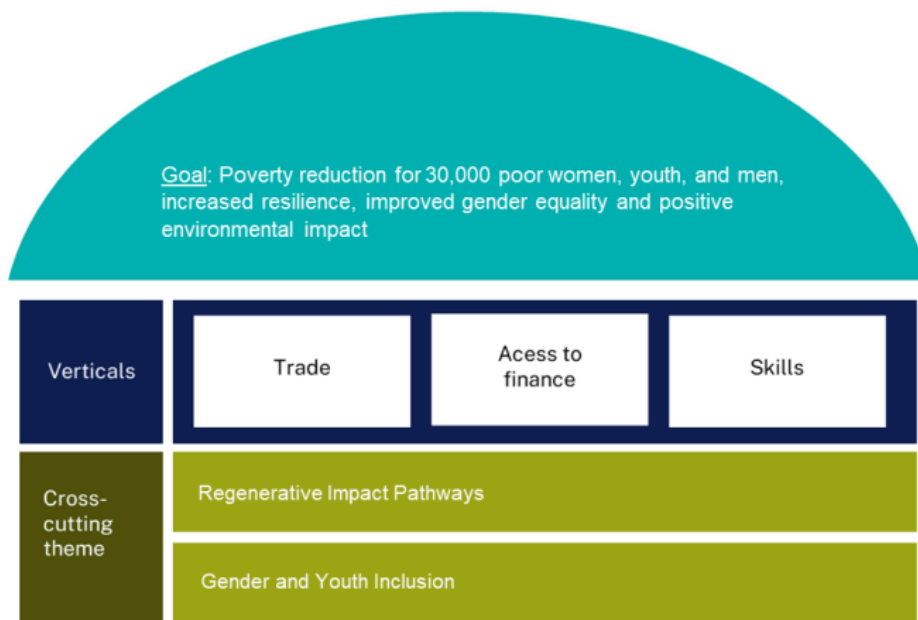 Goal: Poverty reduction for 30,000 poor women, youth, and men,
increased resilience, improved gender equality and positive
environmental impact
Verticals
Trade
Acess to
finance
Skills
Cross-
cutting
theme
Regenerative Impact Pathways
Gender and Youth Inclusion